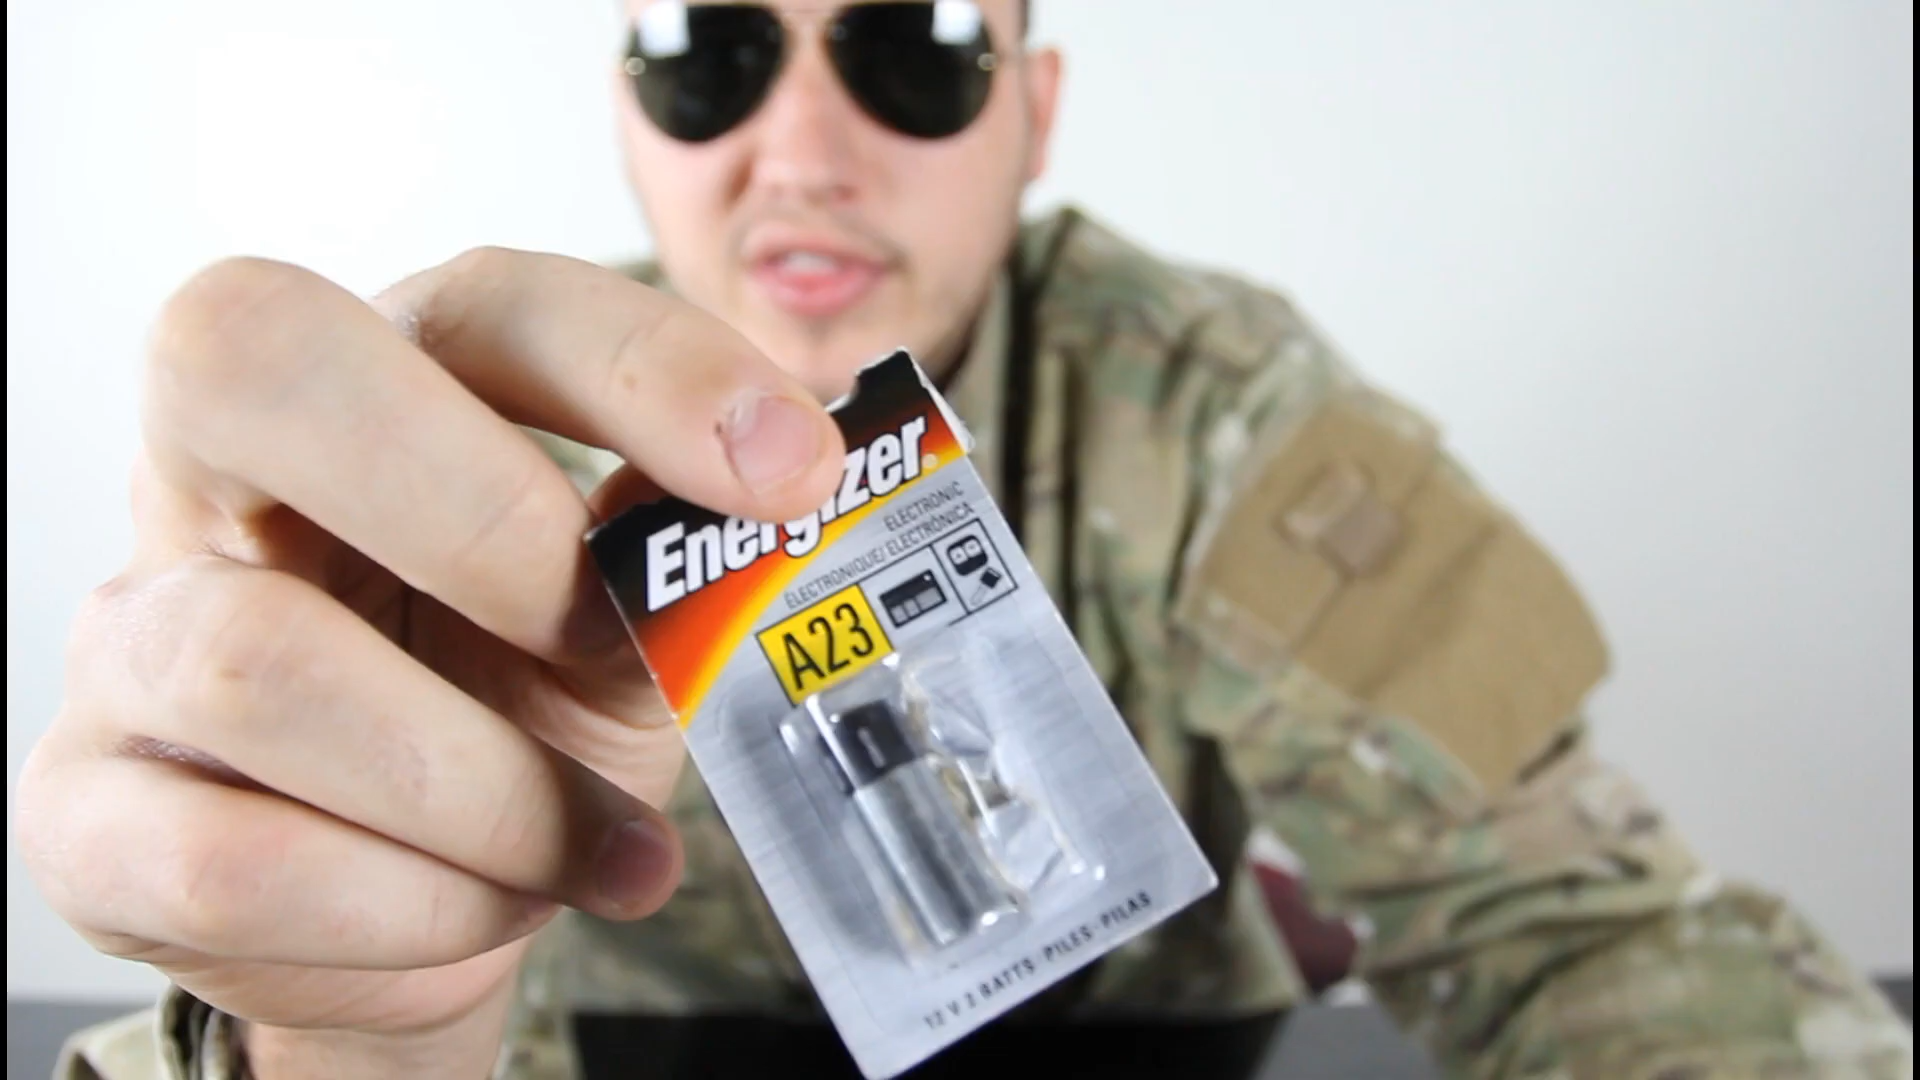 Energizer®
ELECTRONIC
ÉLECTRONIQUE/ELECTRÓNICA
A23
12 V 2 BATTS·PILES·PILAS